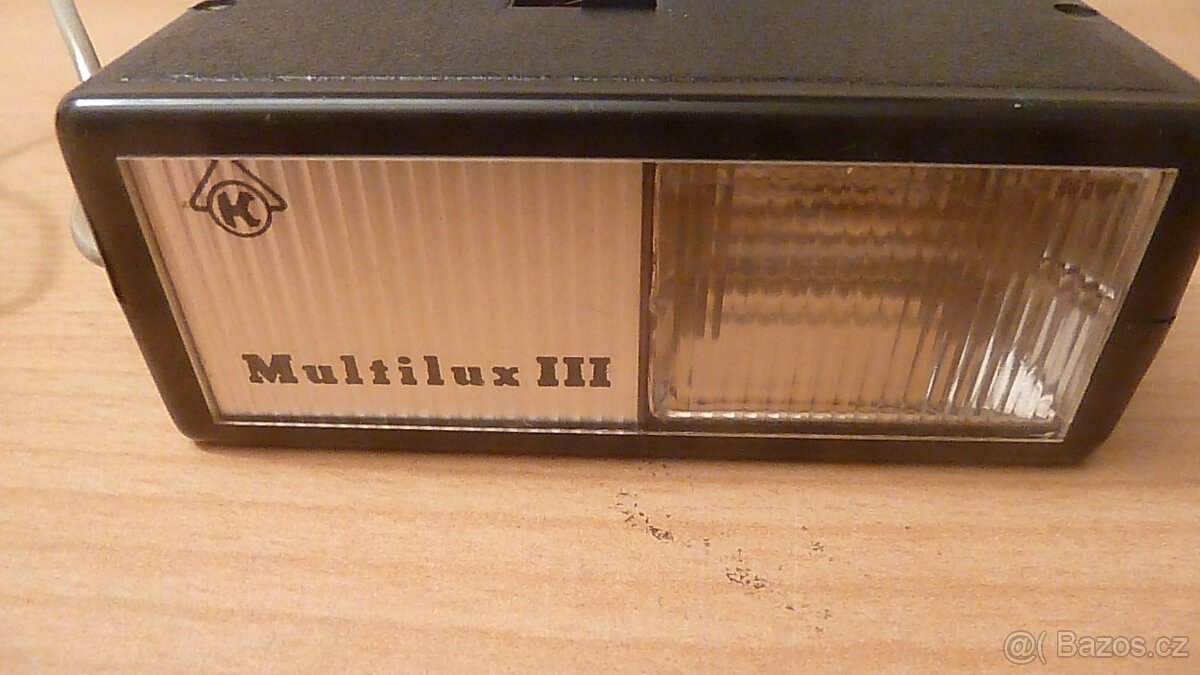 K
Multilux III
@( Bazos.cz